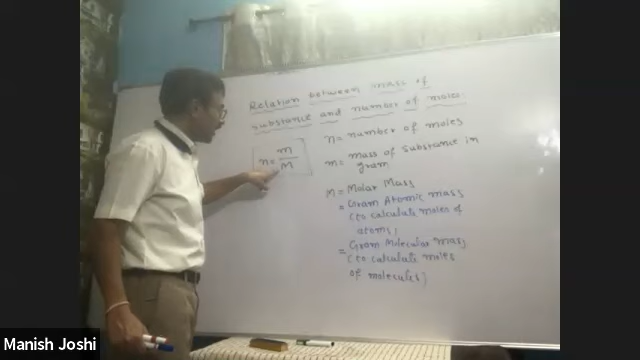 Relation between mass of
substance and number of moles.
n = m
M
n = number of moles
m = mass of substance in
gram
M = Molar Mass
= Gram Atomic mass
(to calculate moles of
atoms)
= Gram Molecular mass
(to calculate moles
of molecules)
Manish Joshi